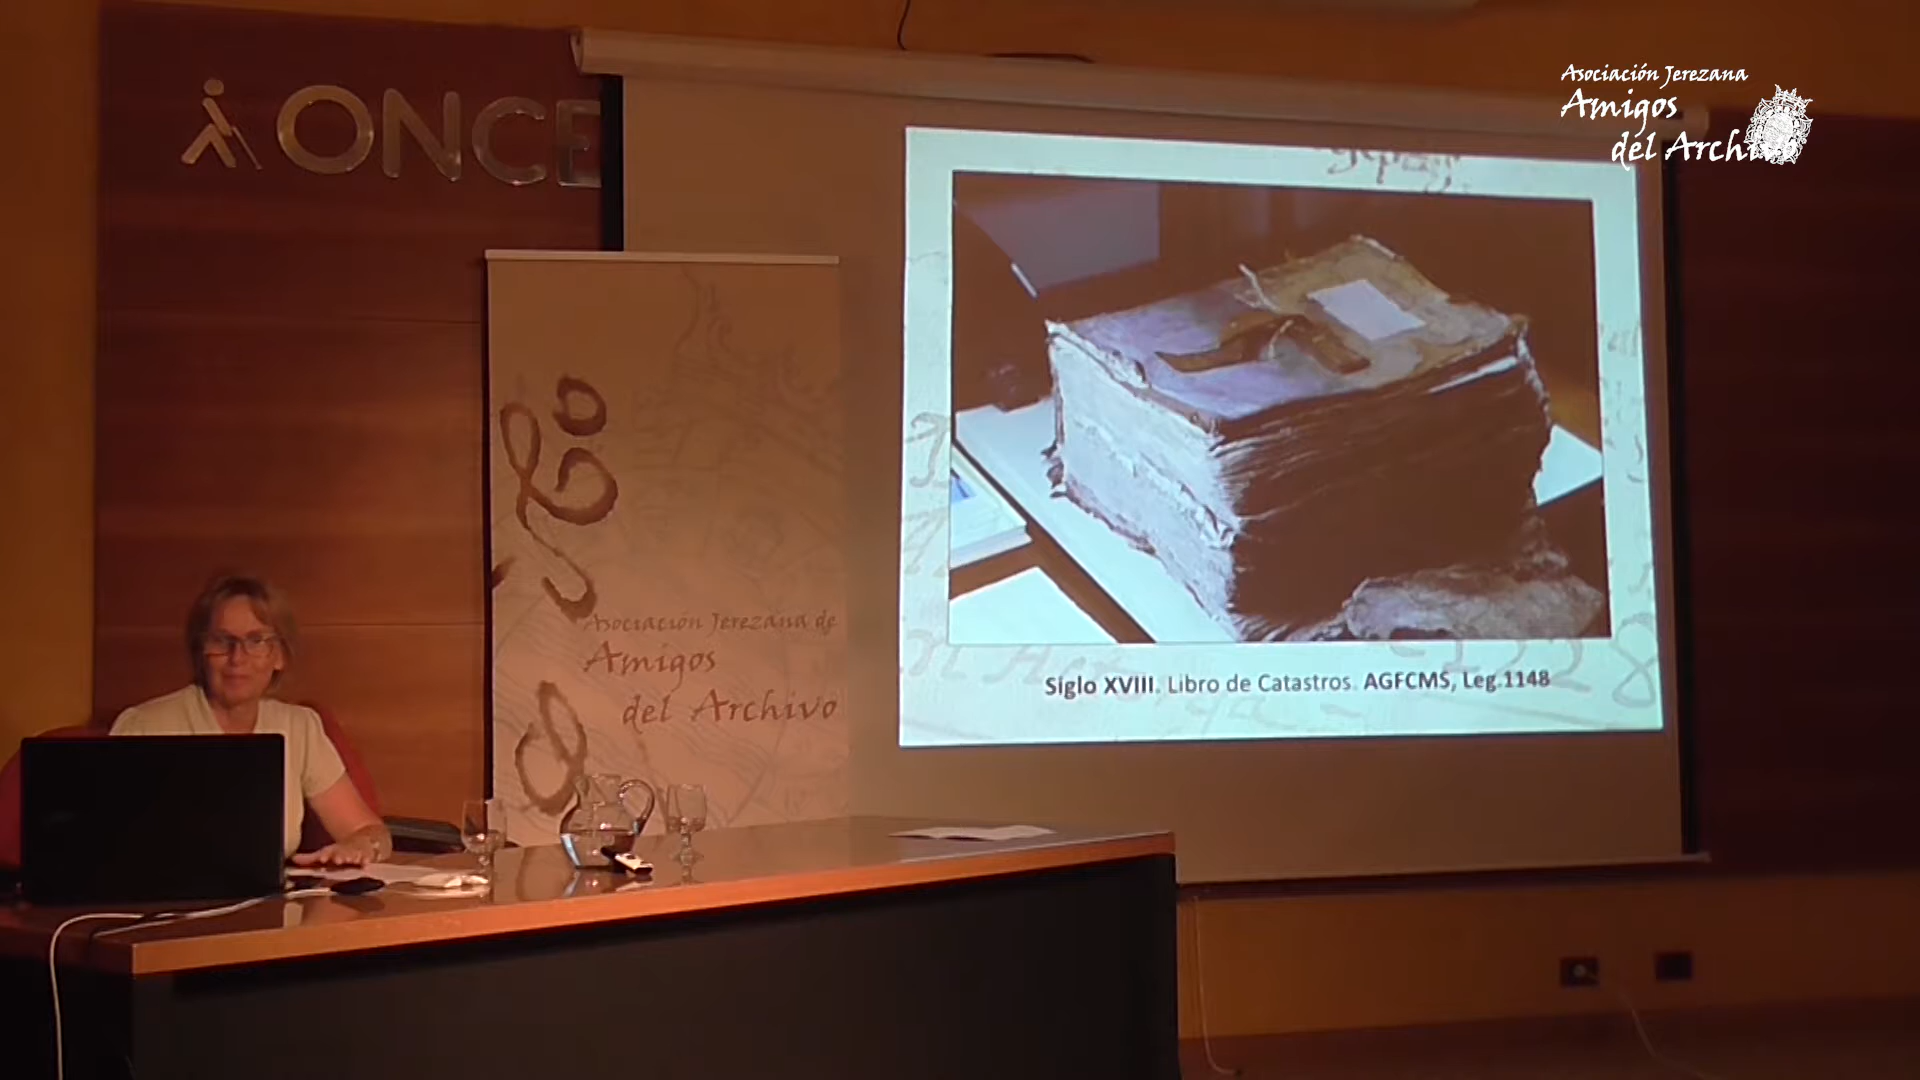 ONCE
Asociación Jerezana
Amigos
del Archivo
Asociación Jerezana de
Amigos
del Archivo
Siglo XVIII. Libro de Catastros. AGFCMS, Leg.1148